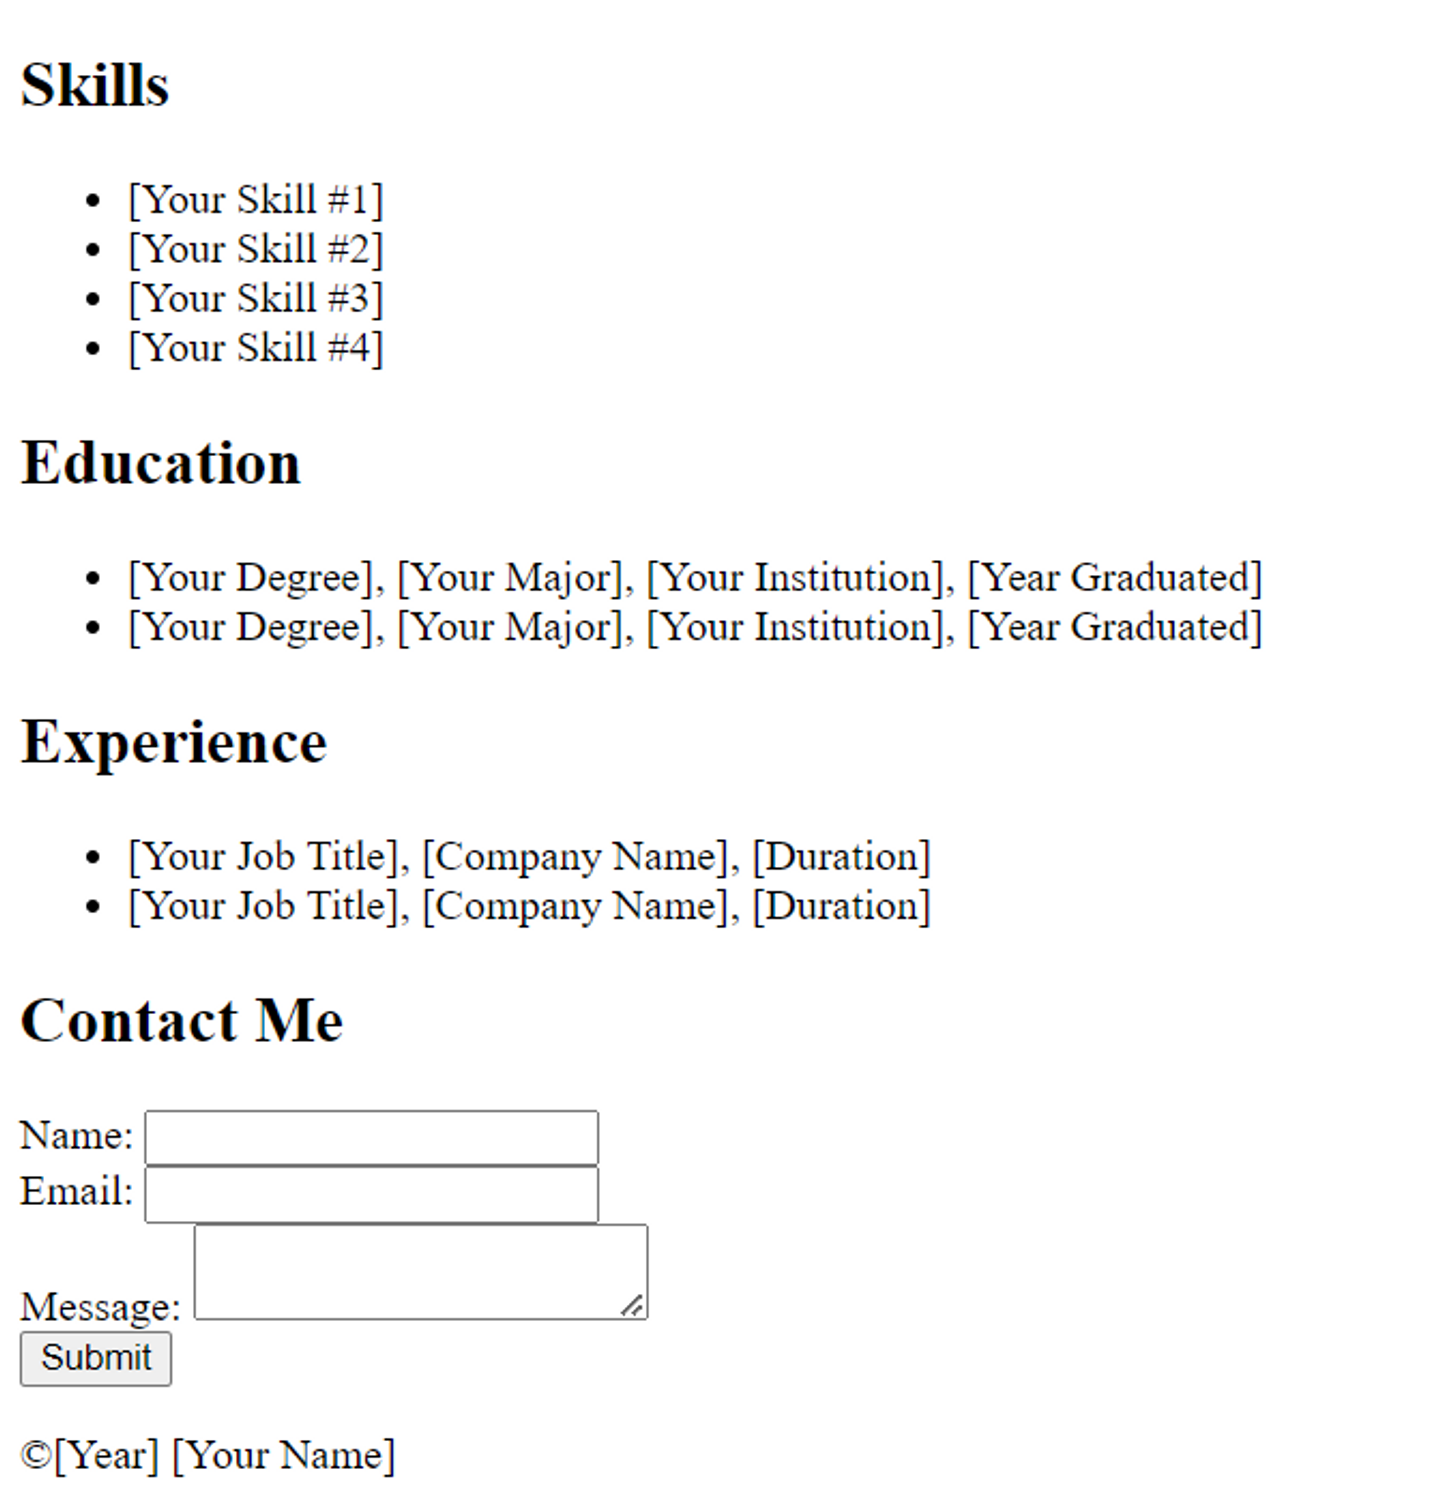 Skills
• [Your Skill #1]
• [Your Skill #2]
• [Your Skill #3]
• [Your Skill #4]
Education
• [Your Degree], [Your Major], [Your Institution], [Year Graduated]
• [Your Degree], [Your Major], [Your Institution], [Year Graduated]
Experience
• [Your Job Title], [Company Name], [Duration]
• [Your Job Title], [Company Name], [Duration]
Contact Me
Name:
Email:
Message:
Submit
©[Year] [Your Name]